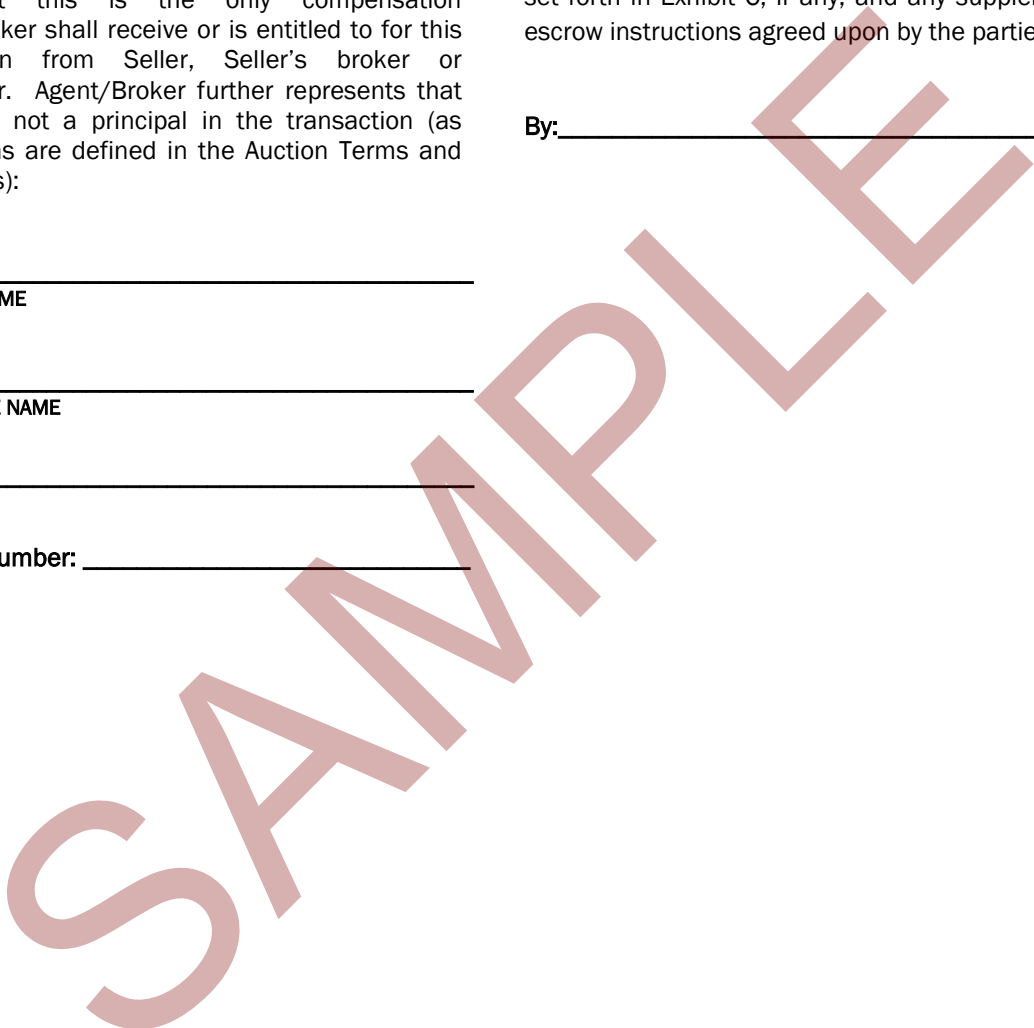 t this is the only compensation
ker shall receive or is entitled to for this
n from Seller, Seller’s broker or
r. Agent/Broker further represents that
not a principal in the transaction (as
s are defined in the Auction Terms and
s):
ME
NAME
umber:
escrow instructions agreed upon by the partie
By:
SAMPLE